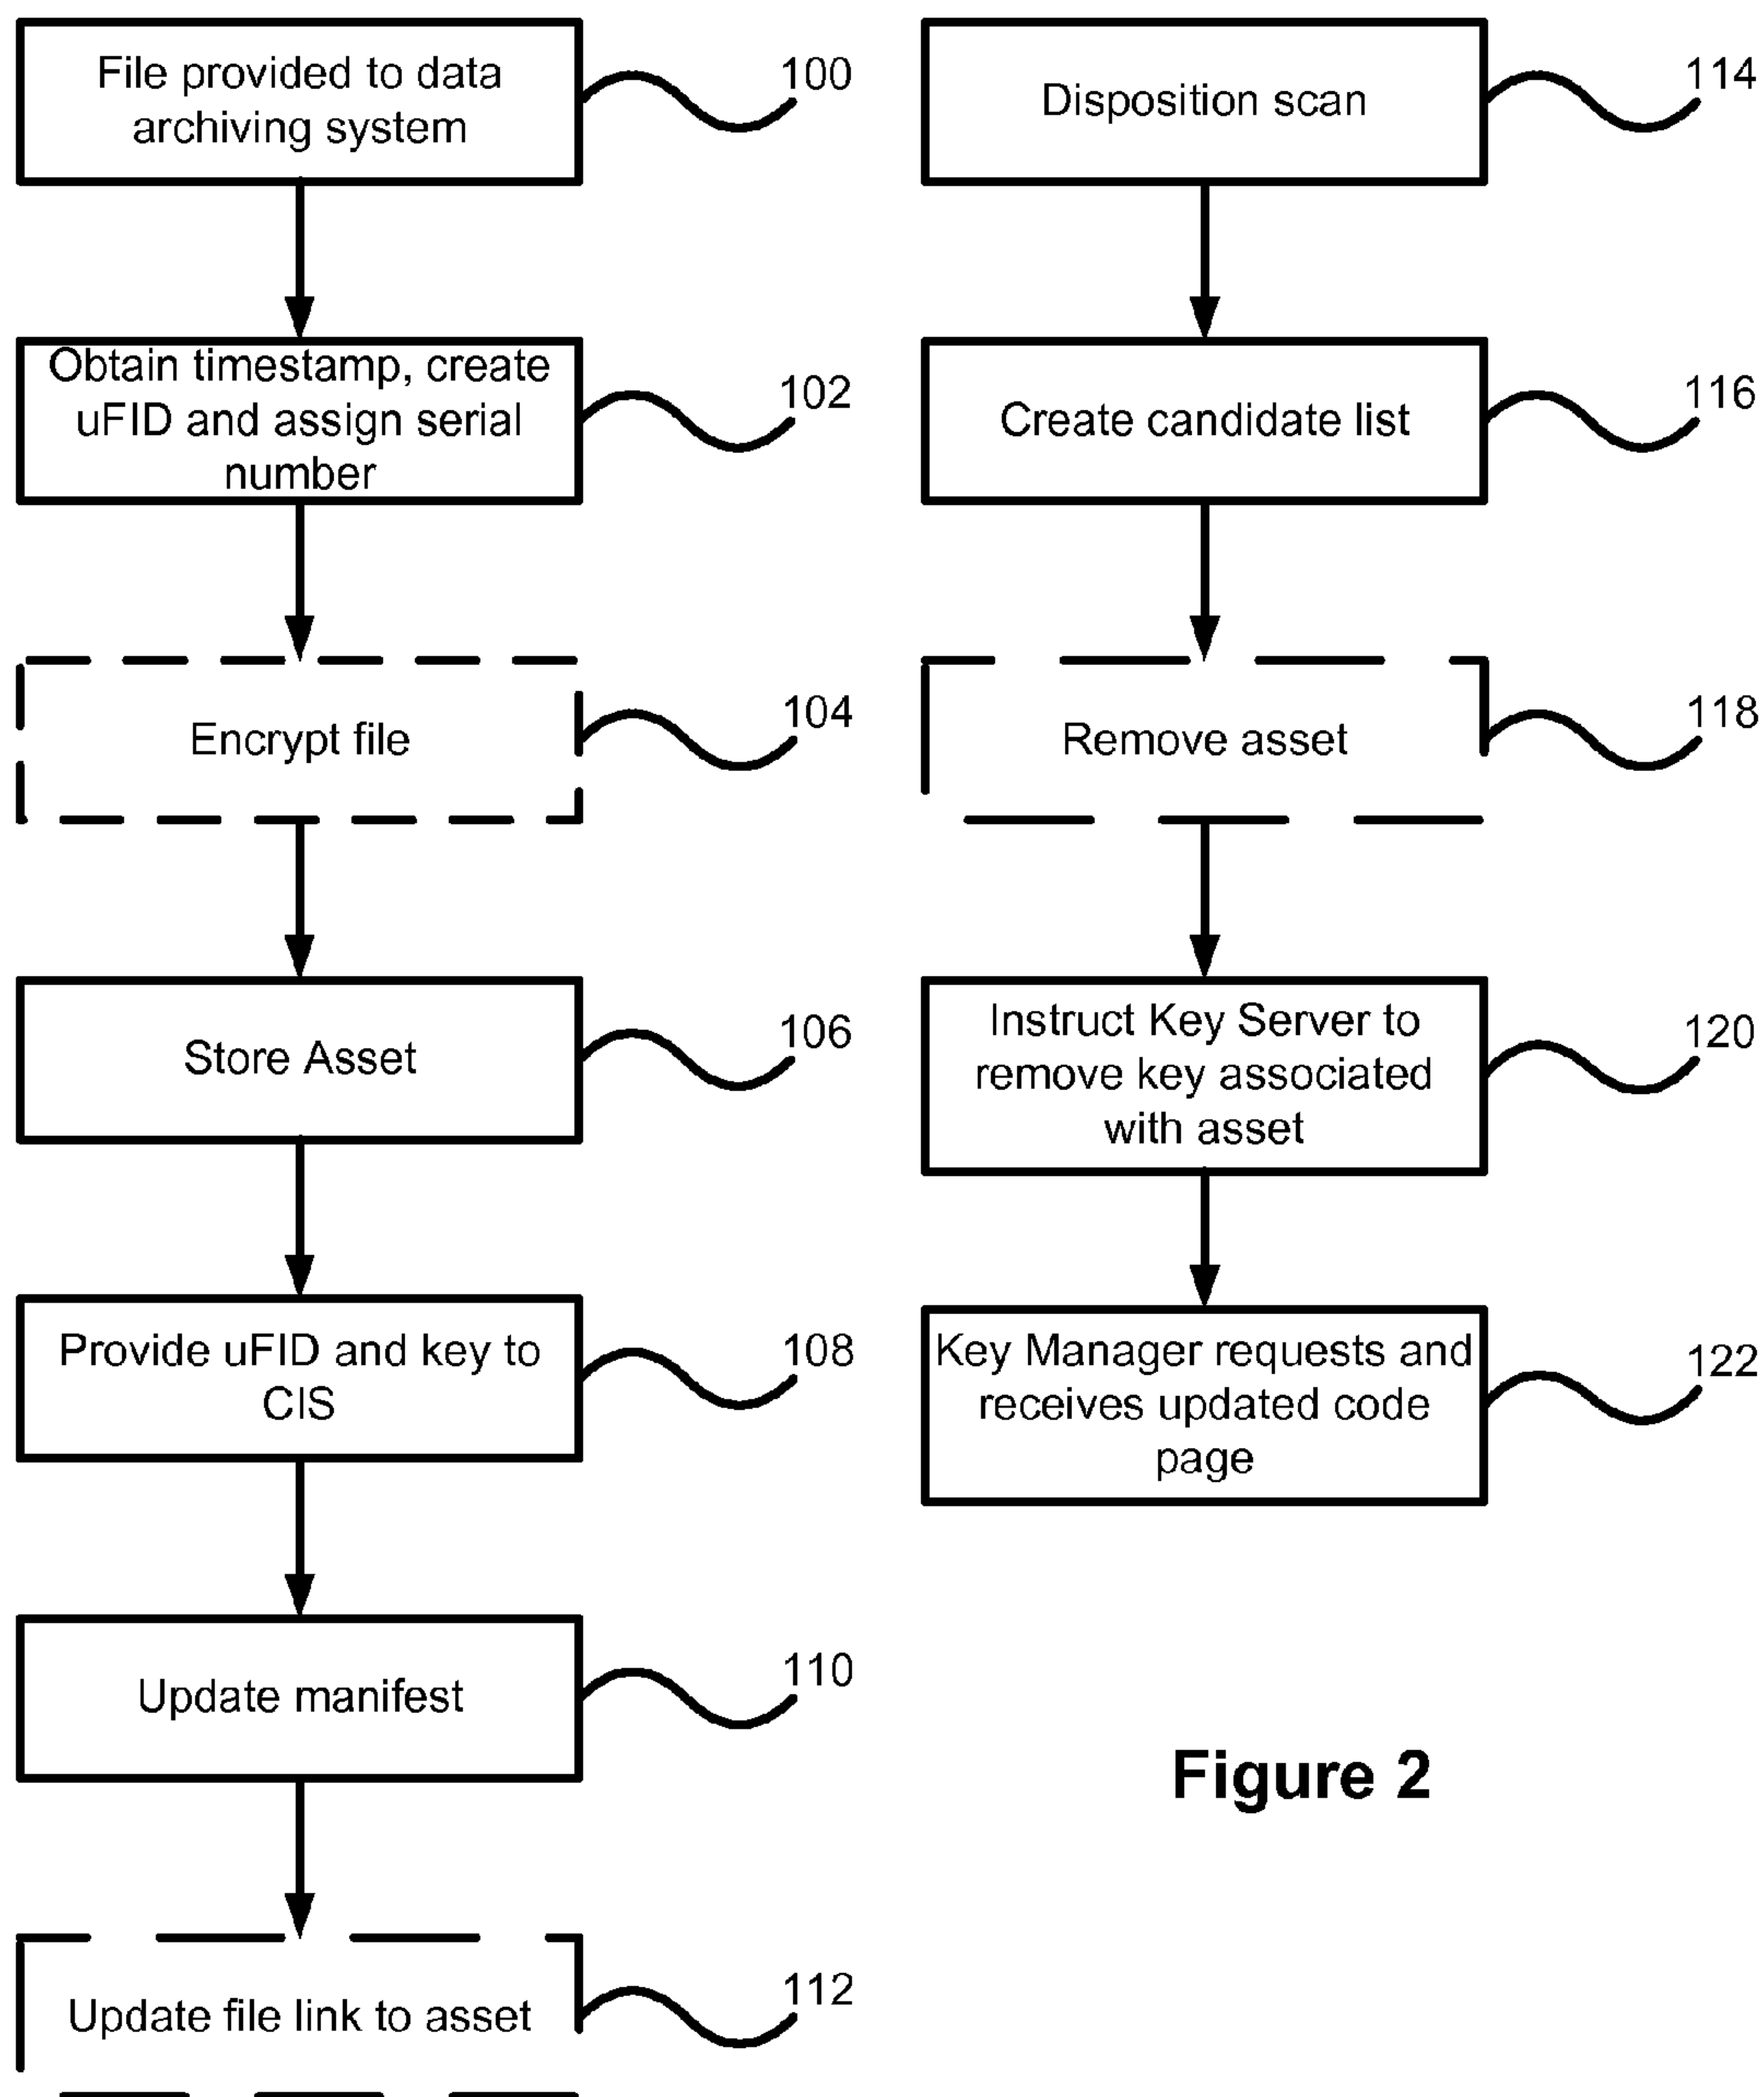 File provided to data
archiving system
100
Obtain timestamp, create
uFID and assign serial
number
102
Encrypt file
104
Store Asset
106
Provide uFID and key to
CIS
108
Update manifest
110
Update file link to asset
112
Disposition scan
114
Create candidate list
116
Remove asset
118
Instruct Key Server to
remove key associated
with asset
120
Key Manager requests and
receives updated code
page
122
Figure 2